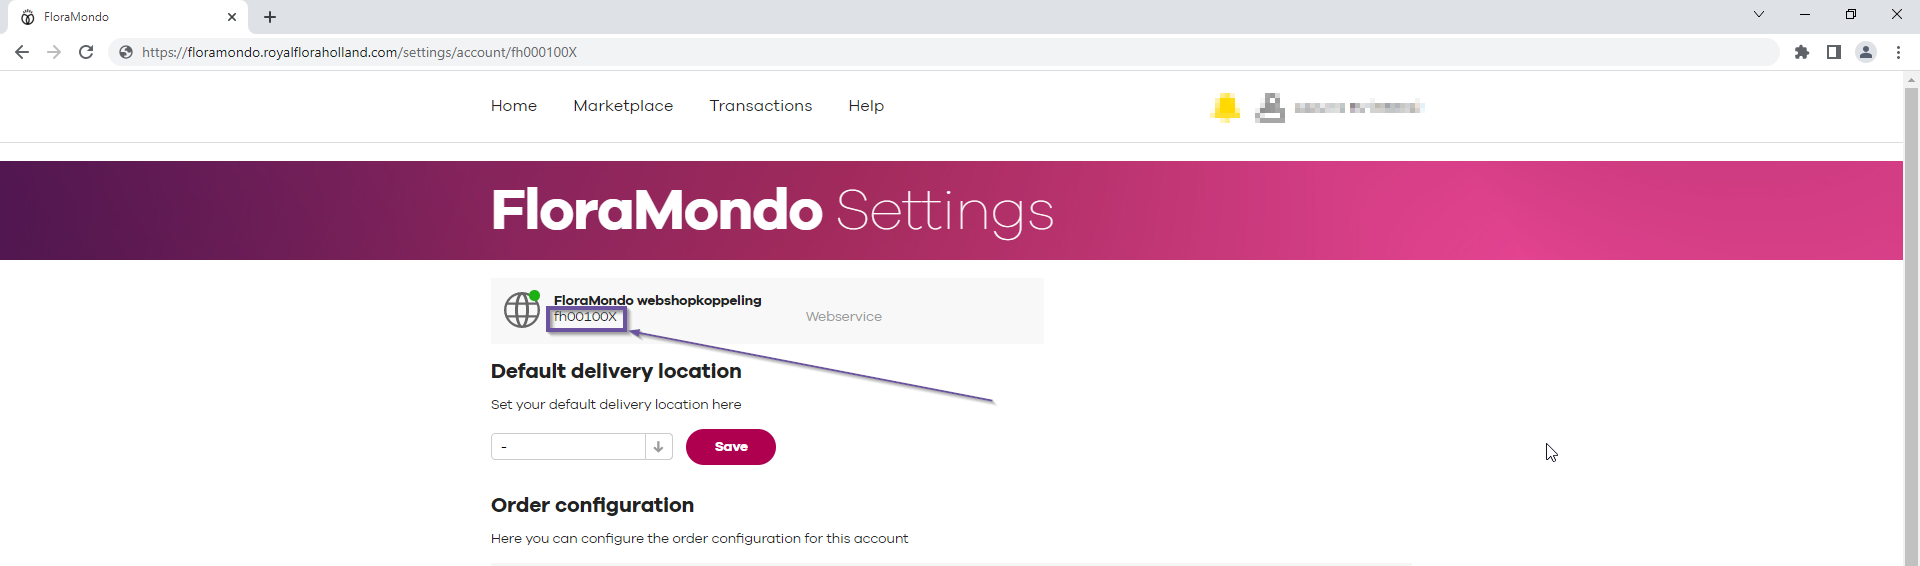 FloraMondo
https://floramondo.royalfloraholland.com/settings/account/fh000100X
Home Marketplace Transactions Help
FloraMondo Settings
FloraMondo webshopkoppeling
fh00100X Webservice
Default delivery location
Set your default delivery location here
- Save
Order configuration
Here you can configure the order configuration for this account